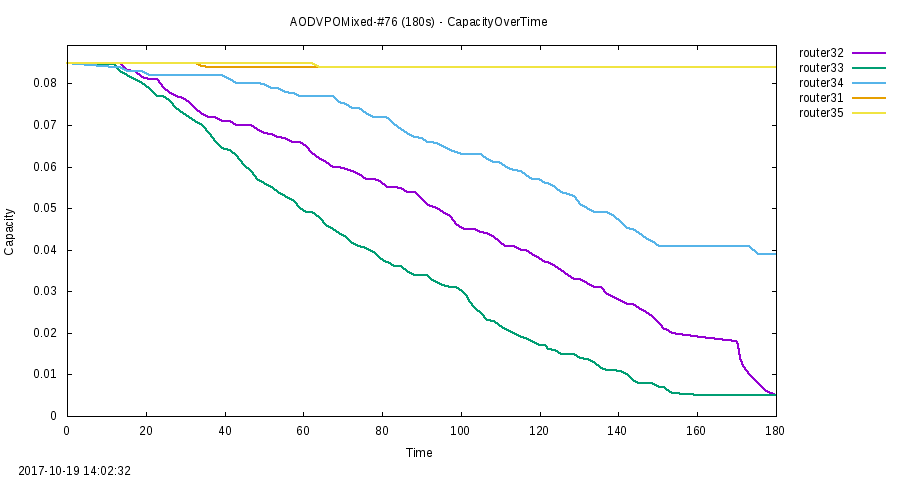 AODVPOMixed-#76 (180s) - CapacityOverTime
router32
router33
router34
router31
router35
0.08
0.07
0.06
0.05
0.04
0.03
0.02
0.01
0
Capacity
0 20 40 60 80 100 120 140 160 180
Time
2017-10-19 14:02:32